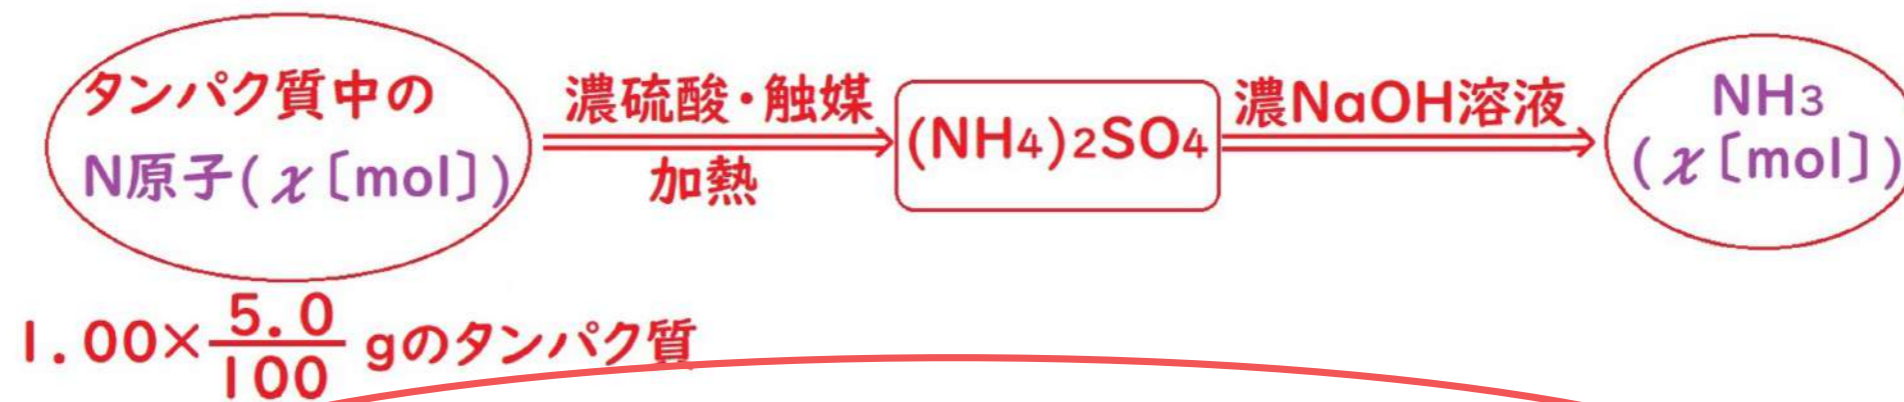 タンパク質中の
N原子(χ〔mol〕)
濃硫酸・触媒
加熱
(NH4)2SO4
濃NaOH溶液
NH3
(χ〔mol〕)
1.00×5.0/100 gのタンパク質